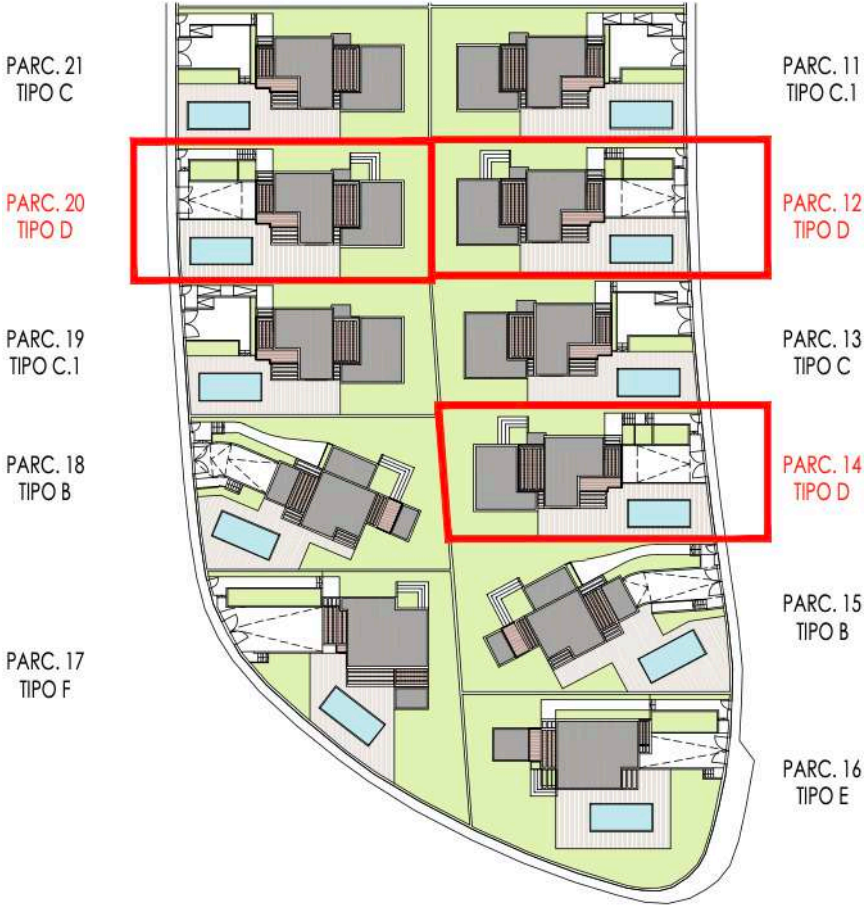 PARC. 21
TIPO C
PARC. 11
TIPO C.1
PARC. 20
TIPO D
PARC. 12
TIPO D
PARC. 19
TIPO C.1
PARC. 13
TIPO C
PARC. 18
TIPO B
PARC. 14
TIPO D
PARC. 15
TIPO B
PARC. 17
TIPO F
PARC. 16
TIPO E